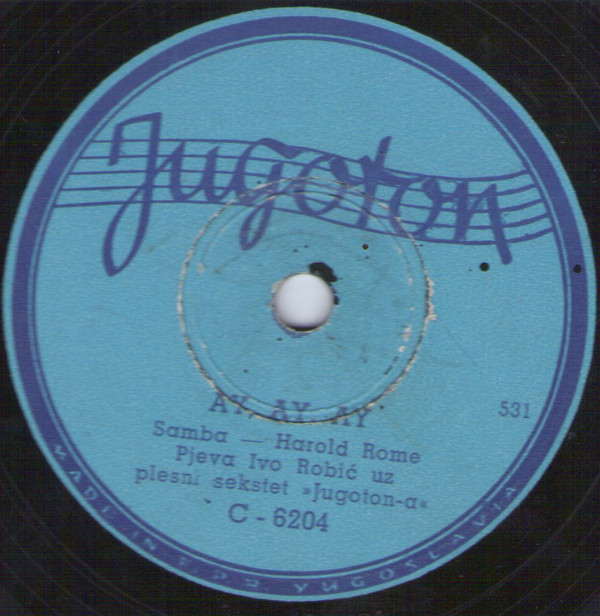 Jugoton
AY, AY, AY
531
Samba — Harold Rome
Pjeva Ivo Robić uz
plesni sekstet »Jugoton-a«
C - 6204
MADE IN F.P.R. YUGOSLAVIA